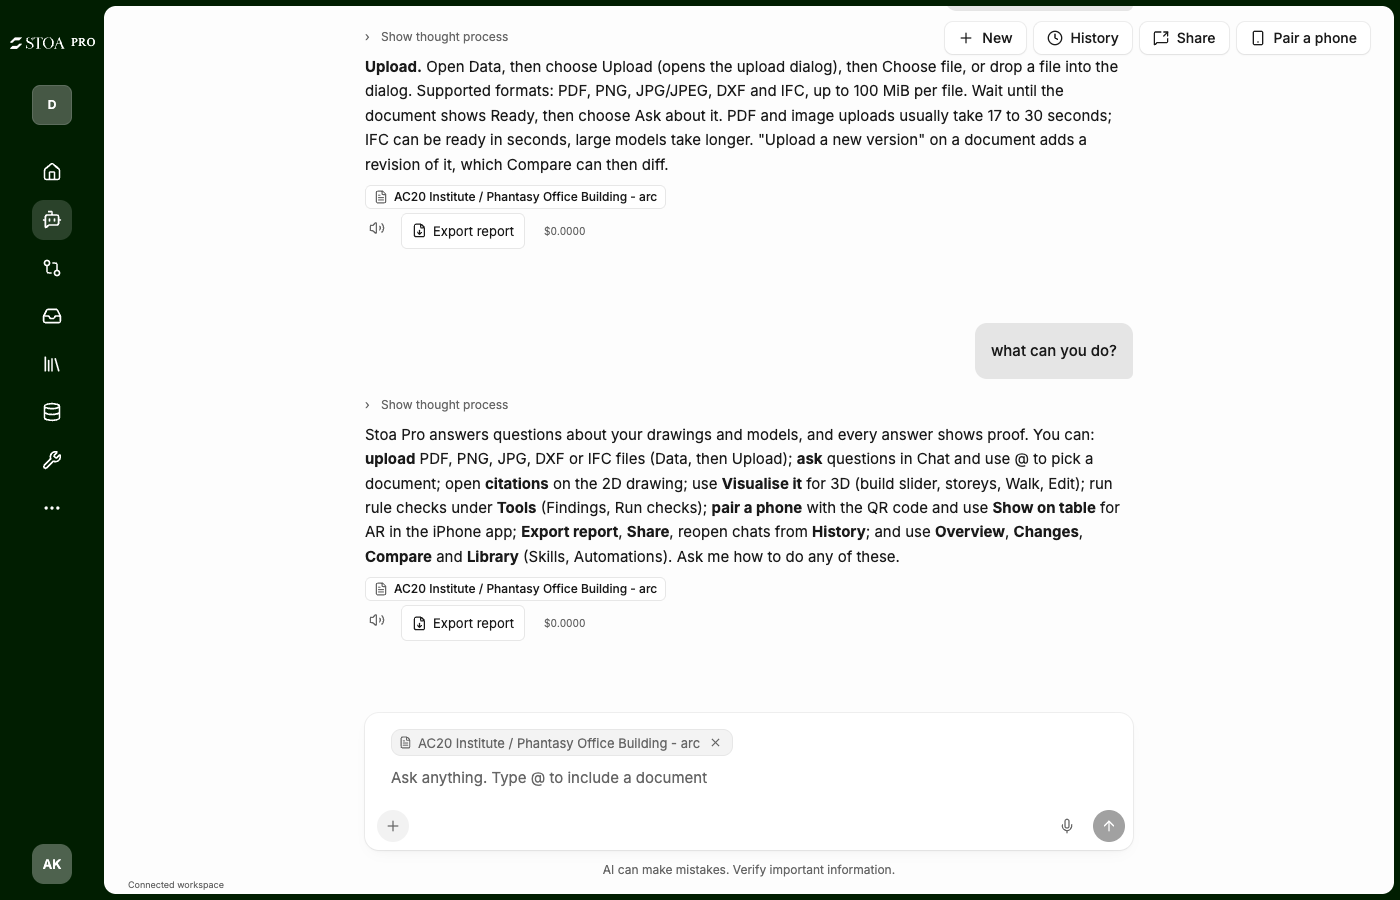 STOA PRO
D
New
History
Share
Pair a phone
Show thought process
Upload. Open Data, then choose Upload (opens the upload dialog), then Choose file, or drop a file into the
dialog. Supported formats: PDF, PNG, JPG/JPEG, DXF and IFC, up to 100 MiB per file. Wait until the
document shows Ready, then choose Ask about it. PDF and image uploads usually take 17 to 30 seconds;
IFC can be ready in seconds, large models take longer. "Upload a new version" on a document adds a
revision of it, which Compare can then diff.
AC20 Institute / Phantasy Office Building - arc
Export report
$0.0000
what can you do?
Show thought process
Stoa Pro answers questions about your drawings and models, and every answer shows proof. You can:
upload PDF, PNG, JPG, DXF or IFC files (Data, then Upload); ask questions in Chat and use @ to pick a
document; open citations on the 2D drawing; use Visualise it for 3D (build slider, storeys, Walk, Edit); run
rule checks under Tools (Findings, Run checks); pair a phone with the QR code and use Show on table for
AR in the iPhone app; Export report, Share, reopen chats from History; and use Overview, Changes,
Compare and Library (Skills, Automations). Ask me how to do any of these.
AC20 Institute / Phantasy Office Building - arc
Export report
$0.0000
AC20 Institute / Phantasy Office Building - arc
Ask anything. Type @ to include a document
AI can make mistakes. Verify important information.
AK
Connected workspace